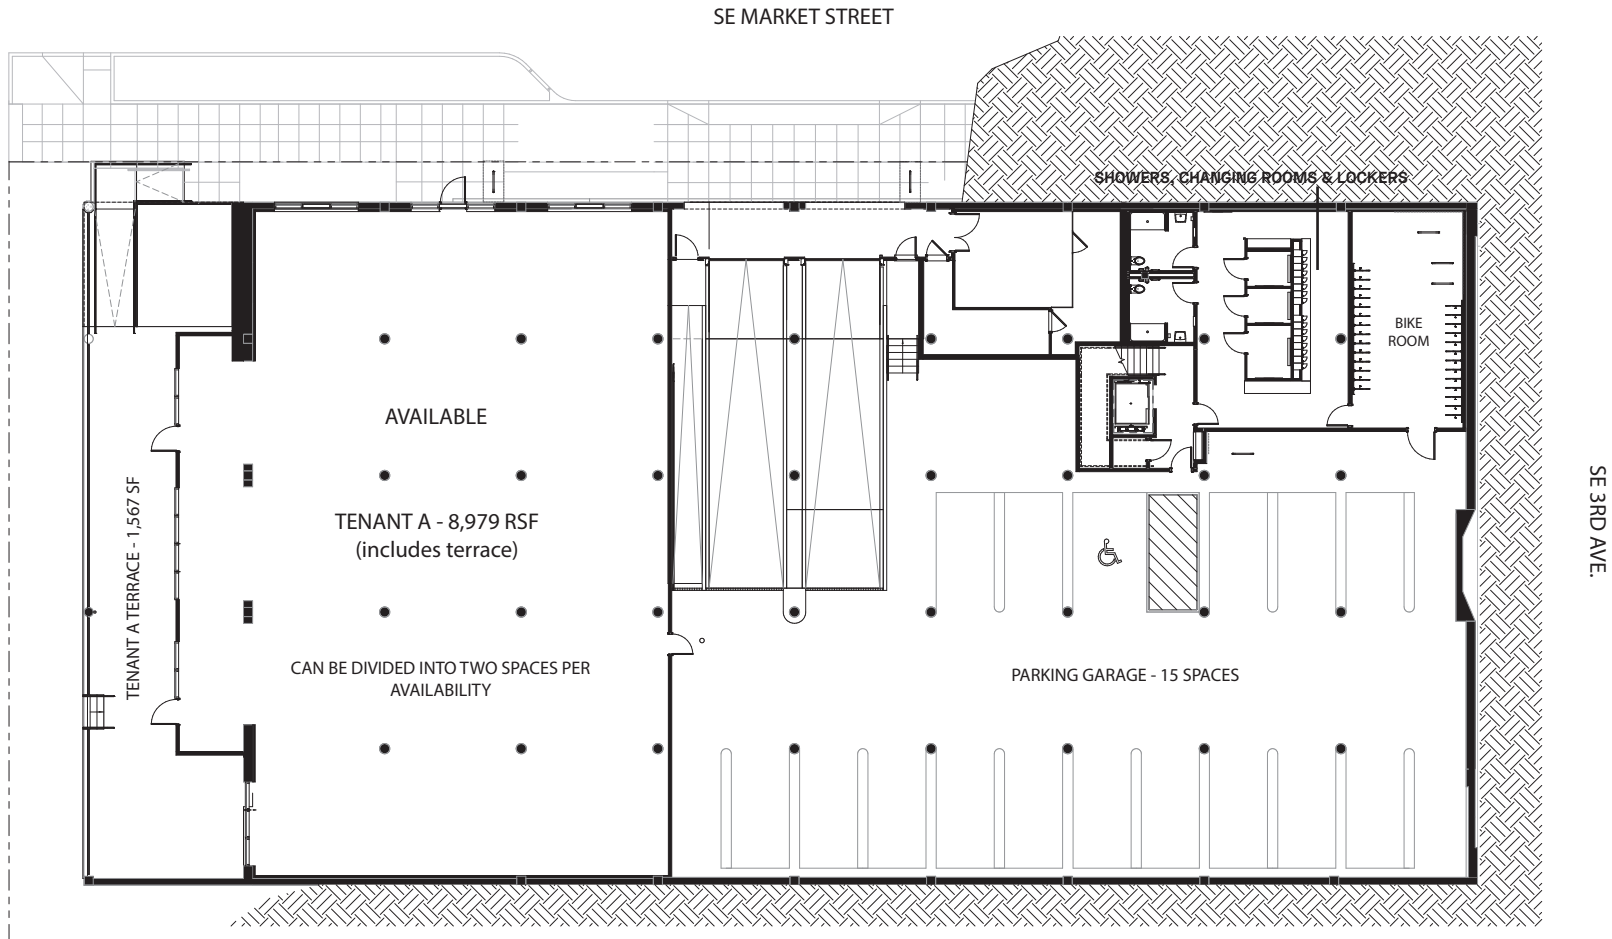 SE MARKET STREET
SHOWERS, CHANGING ROOMS & LOCKERS
BIKE
ROOM
AVAILABLE
TENANT A - 8,979 RSF
(includes terrace)
TENANT A TERRACE - 1,567 SF
SE 3RD AVE.
CAN BE DIVIDED INTO TWO SPACES PER
AVAILABILITY
PARKING GARAGE - 15 SPACES